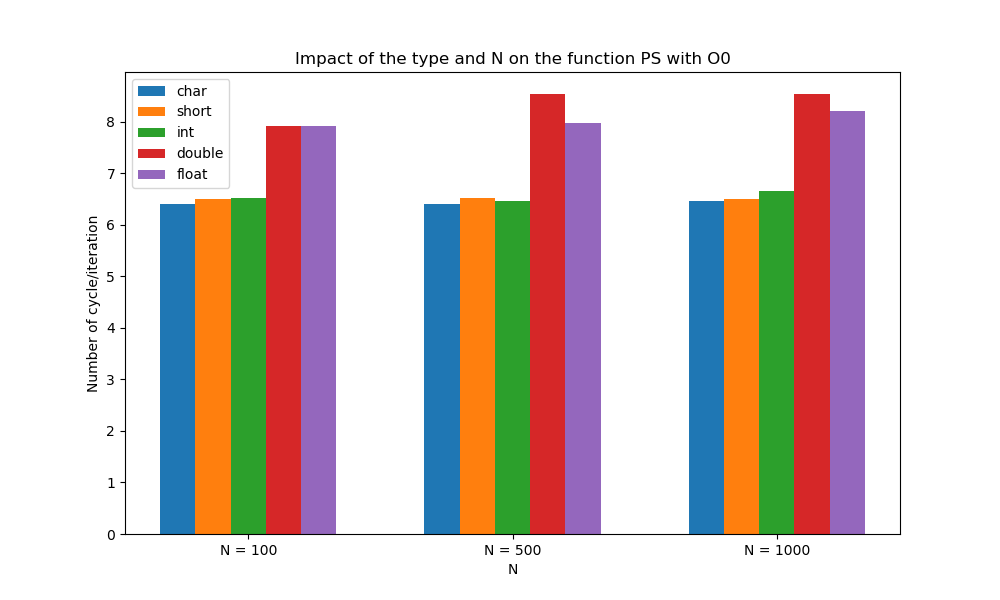 Impact of the type and N on the function PS with O0
char
short
int
double
float
Number of cycle/iteration
8
7
6
5
4
3
2
1
0
N = 100
N = 500
N = 1000
N